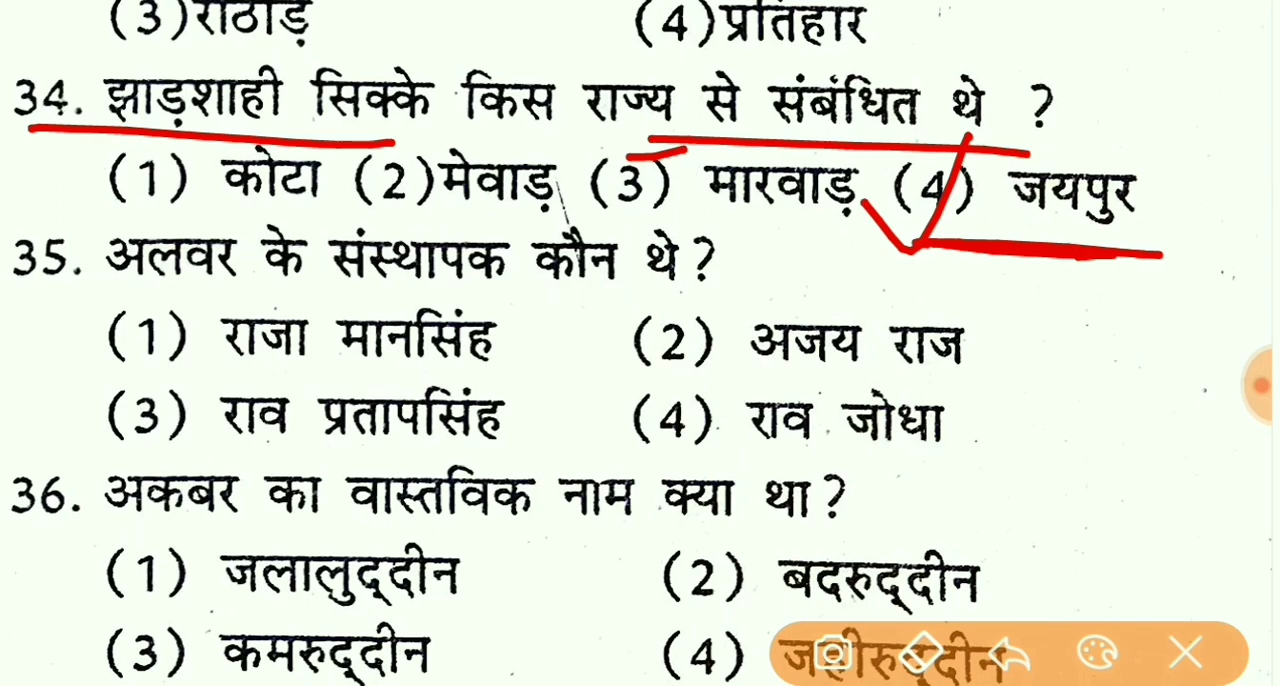 (3)राठौड़ (4)प्रतिहार
34. झाड़शाही सिक्के किस राज्य से संबंधित थे ?
(1) कोटा (2)मेवाड़ (3) मारवाड़ (4) जयपुर
35. अलवर के संस्थापक कौन थे?
(1) राजा मानसिंह (2) अजय राज
(3) राव प्रतापसिंह (4) राव जोधा
36. अकबर का वास्तविक नाम क्या था?
(1) जलालुद्दीन (2) बदरुद्दीन
(3) कमरुद्दीन (4)